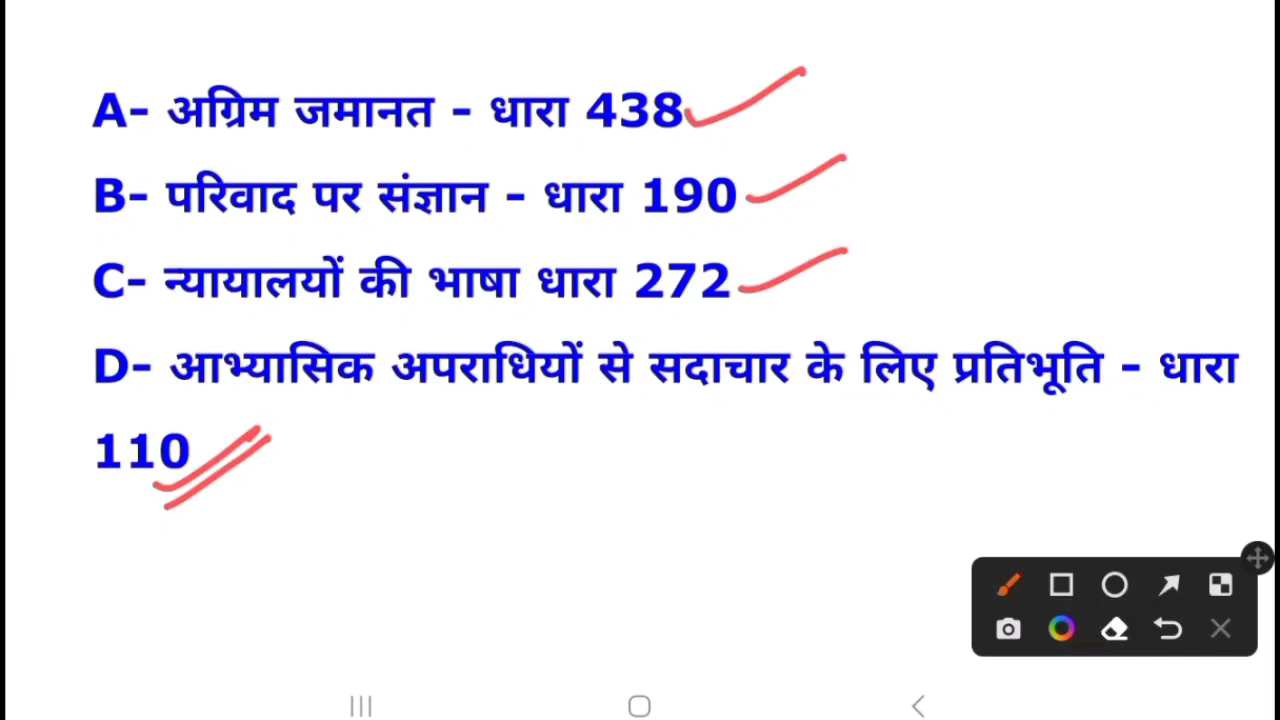 A- अग्रिम जमानत - धारा 438
B- परिवाद पर संज्ञान - धारा 190
C- न्यायालयों की भाषा धारा 272
D- आभ्यासिक अपराधियों से सदाचार के लिए प्रतिभूति - धारा
110